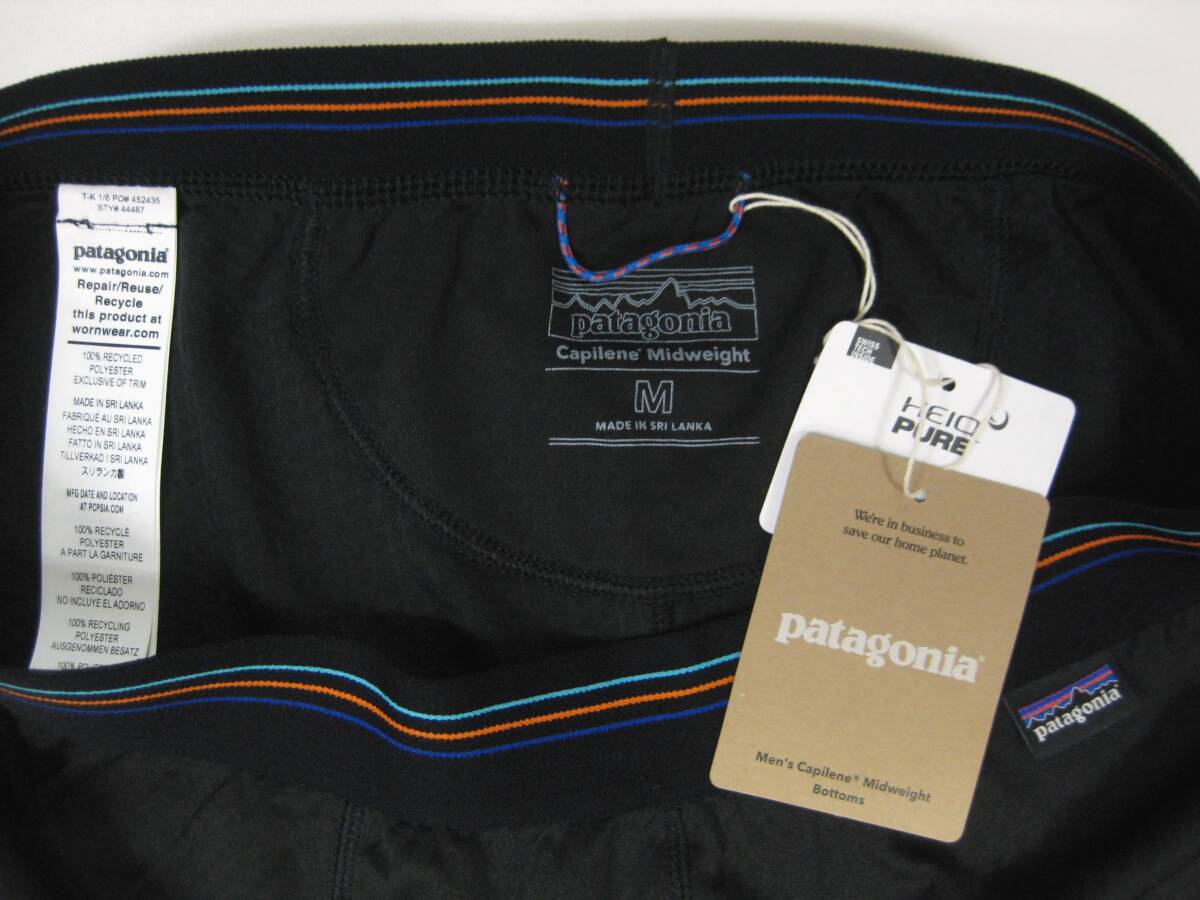 T-K 1/6 PO# 452435
STY# 44487
patagonia®
www.patagonia.com
Repair/Reuse/
Recycle
this product at
wornwear.com
100% RECYCLED
POLYESTER
EXCLUSIVE OF TRIM
MADE IN SRI LANKA
FABRIQUÉ AU SRI LANKA
HECHO EN SRI LANKA
FATTO IN SRI LANKA
TILLVERKAD I SRI LANKA
スリランカ製
MFG DATE AND LOCATION
AT PCPSIA.COM
100% RECYCLÉ
POLYESTER
A PART LA GARNITURE
100% POLIÉSTER
RECICLADO
NO INCLUYE EL ADORNO
100% RECYCLING
POLYESTER
AUSGENOMMEN BESATZ
patagonia
Capilene® Midweight
M
MADE IN SRI LANKA
SWISS
TECH
INSIDE
HEIQ
PURE
We're in business to
save our home planet.
patagonia®
Men's Capilene® Midweight
Bottoms
patagonia®